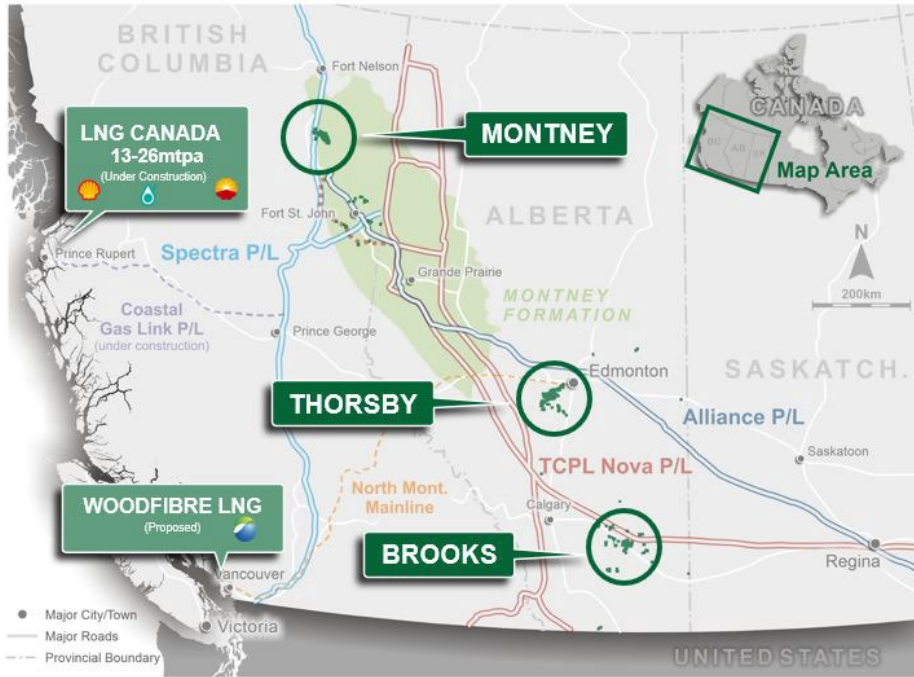 BRITISH
COLUMBIA
Fort Nelson
LNG CANADA
13-26mtpa
(Under Construction)
MONTNEY
CANADA
BC
AB
SK
Map Area
Fort St. John
ALBERTA
Prince Rupert
Spectra P/L
N
Grande Prairie
200km
Coastal
Gas Link P/L
(under construction)
MONTNEY
FORMATION
Prince George
SASKATCH.
Edmonton
THORSBY
Alliance P/L
Saskatoon
TCPL Nova P/L
North Mont.
Mainline
Calgary
WOODFIBRE LNG
(Proposed)
BROOKS
Regina
Vancouver
Major City/Town
Major Roads
Provincial Boundary
Victoria
UNITED STATES